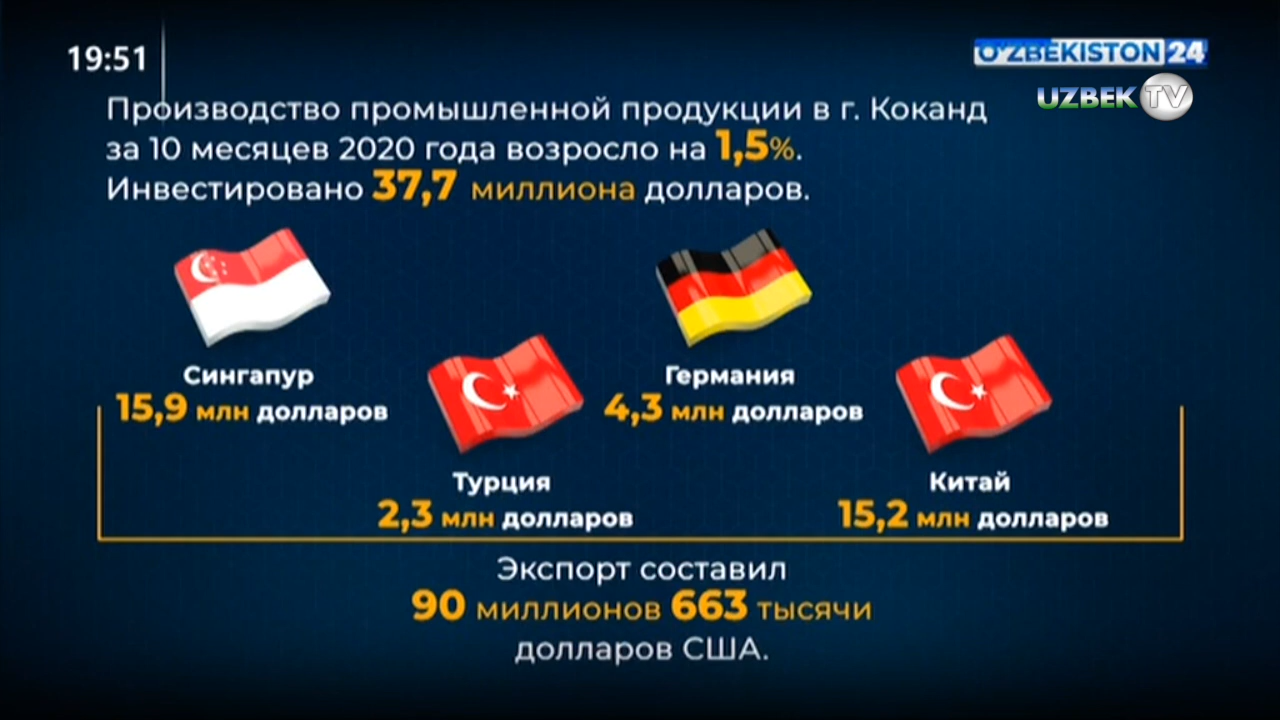 19:51
O'ZBEKISTON 24
UZBEK TV
Производство промышленной продукции в г. Коканд
за 10 месяцев 2020 года возросло на 1,5%.
Инвестировано 37,7 миллиона долларов.
Сингапур
15,9 млн долларов
Германия
4,3 млн долларов
Турция
2,3 млн долларов
Китай
15,2 млн долларов
Экспорт составил
90 миллионов 663 тысячи
долларов США.